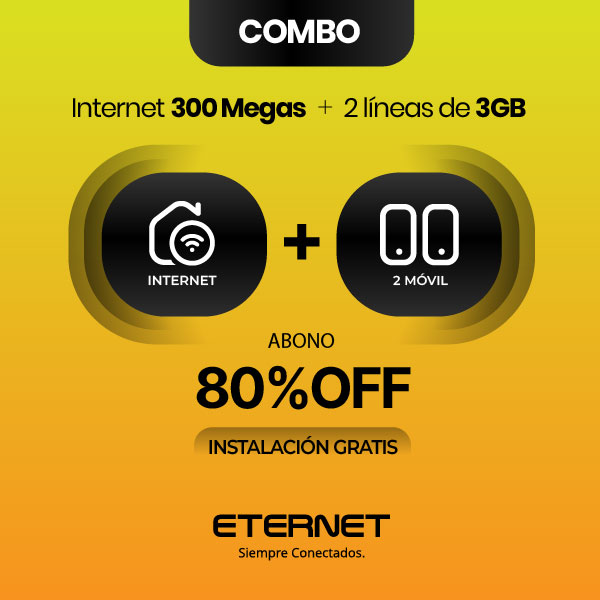 COMBO
Internet 300 Megas + 2 líneas de 3GB
+
INTERNET
2 MÓVIL
ABONO
80%OFF
INSTALACIÓN GRATIS
ETERNET
Siempre Conectados.